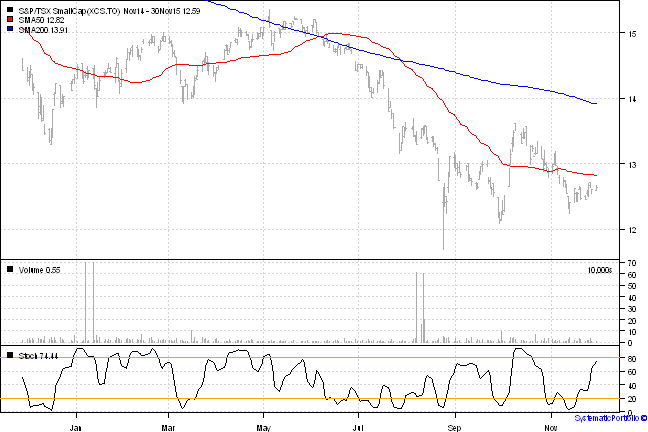 S&P/TSX SmallCap(XCS.TO) Nov14 - 30Nov15 12.59
SMA50 12.82
SMA200 13.91
15
14
13
12
Volume 0.55
10,000s
70
60
50
40
30
20
10
0
Stoch 74.44
80
60
40
20
0
Jan
Mar
May
Jul
Sep
Nov
SystematicPortfolio ©